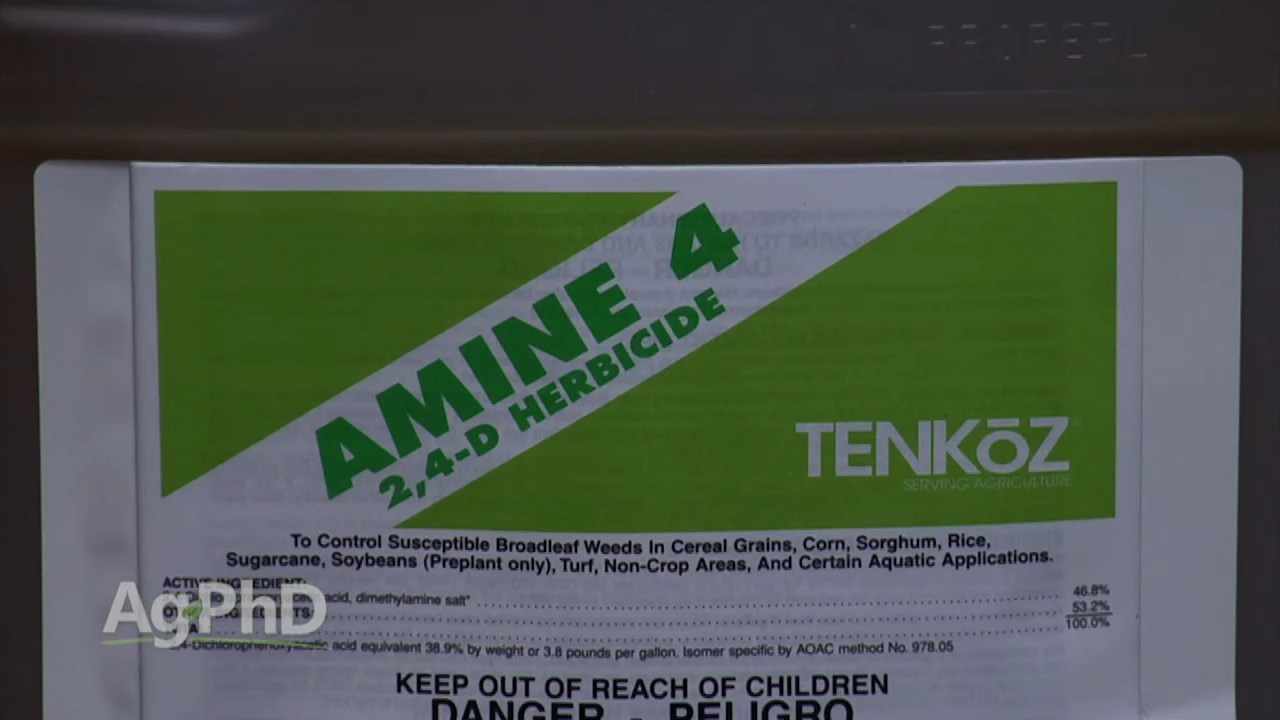 PROPERL
AMINE 4
2,4-D HERBICIDE
TENKōZ
SERVING AGRICULTURE
To Control Susceptible Broadleaf Weeds In Cereal Grains, Corn, Sorghum, Rice,
Sugarcane, Soybeans (Preplant only), Turf, Non-Crop Areas, And Certain Aquatic Applications.
ACTIVE INGREDIENT:
acid, dimethylamine salt* 46.8%
INGREDIENTS: 53.2%
100.0%
AgPhD
acid equivalent 38.9% by weight or 3.8 pounds per gallon. Isomer specific by AOAC method No. 978.05
KEEP OUT OF REACH OF CHILDREN
DANGER - PELIGRO